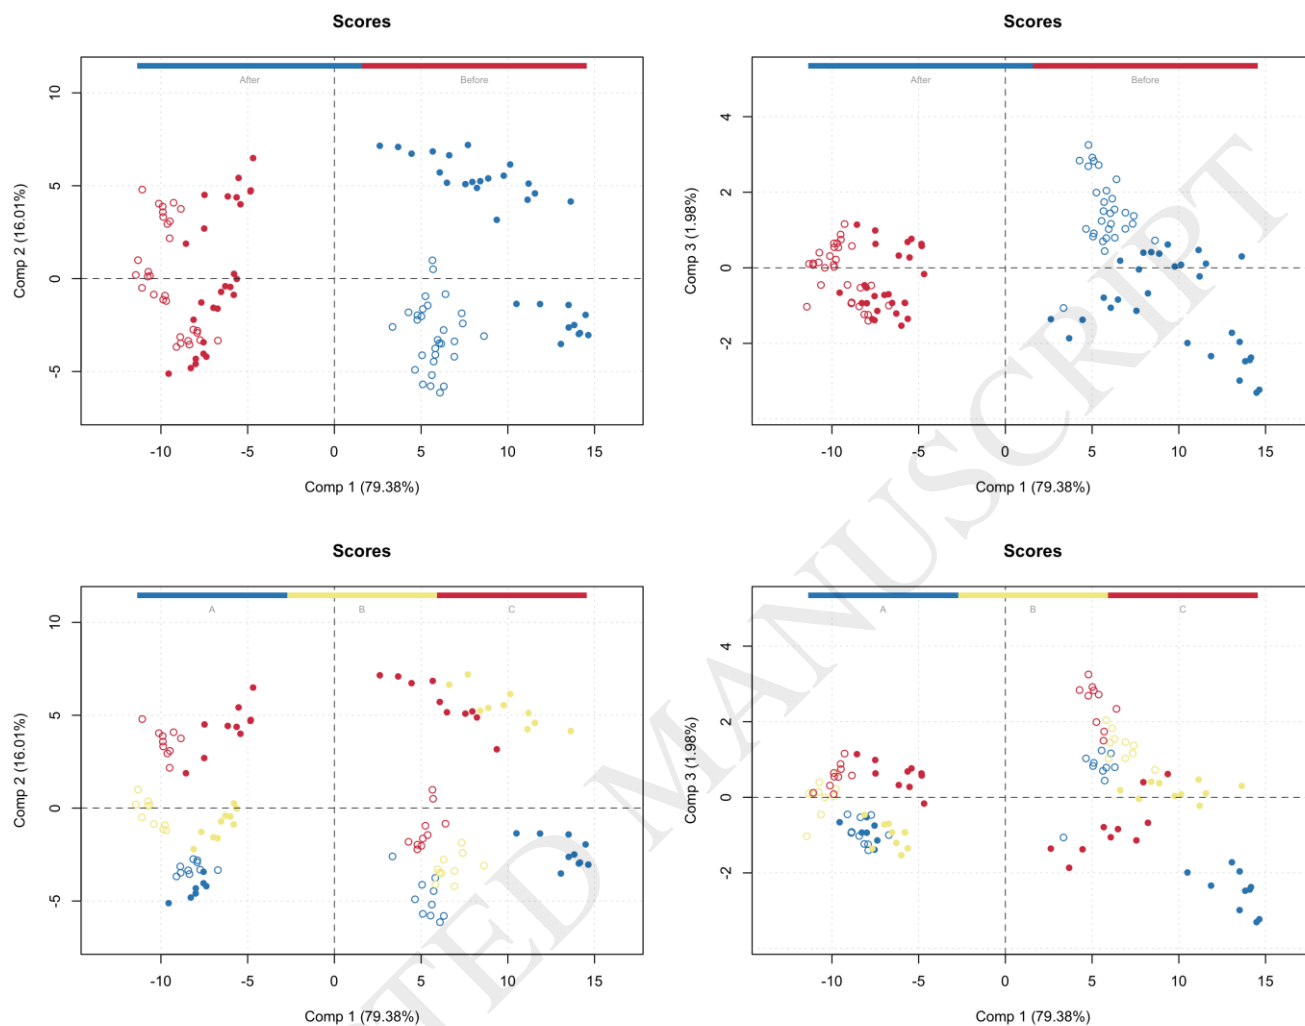 Scores
Scores
After
Before
After
Before
10
5
0
-5
Comp 2 (16.01%)
4
2
0
-2
Comp 3 (1.98%)
-10
-5
0
5
10
15
-10
-5
0
5
10
15
Comp 1 (79.38%)
Comp 1 (79.38%)
Scores
Scores
A
B
C
A
B
C
10
5
0
-5
Comp 2 (16.01%)
4
2
0
-2
Comp 3 (1.98%)
-10
-5
0
5
10
15
-10
-5
0
5
10
15
Comp 1 (79.38%)
Comp 1 (79.38%)
TED MANUSCRIPT